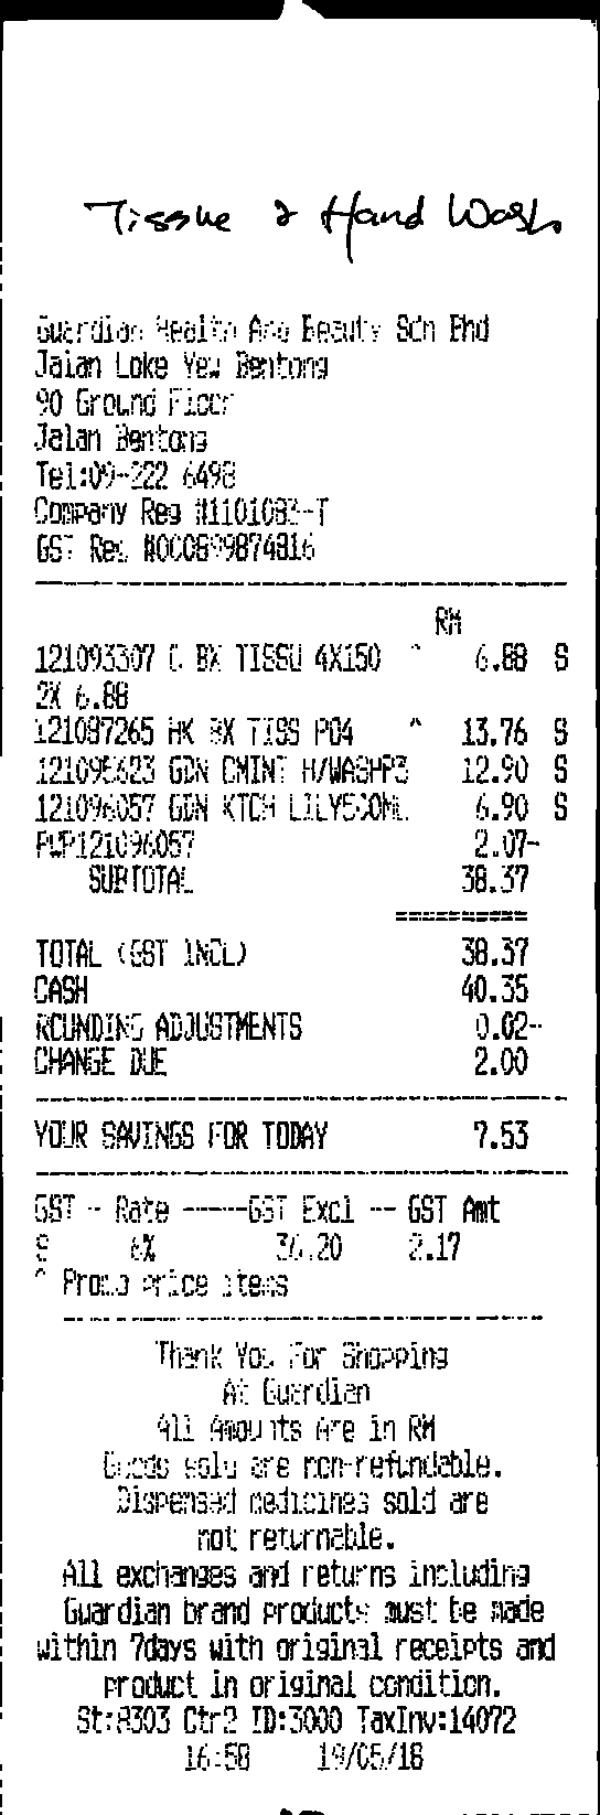 Tissue & Hand Wash
Guardian Health And Beauty Sdn Bhd
Jalan Loke Yew Bentong
90 Ground Floor
Jalan Bentong
Tel:09-222 6498
Company Reg #1101083-T
GST Reg #000899874816
RM
121093307 C BX TISSU 4X150 ^ 6.88 S
2X 6.88
121087265 HK BX TISS PO4 ^ 13.76 S
121095623 GDN CMINT H/WASHP3 12.90 S
121096057 GDN KTCH LILY500ML 6.90 S
PWP121096057 2.07-
SUBTOTAL 38.37
==========
TOTAL (GST INCL) 38.37
CASH 40.35
ROUNDING ADJUSTMENTS 0.02-
CHANGE DUE 2.00
YOUR SAVINGS FOR TODAY 7.53
GST - Rate -----GST Excl -- GST Amt
S 6% 36.20 2.17
^ Promo price items
Thank You For Shopping
At Guardian
All Amounts Are in RM
Goods sold are non-refundable.
Dispensed medicines sold are
not returnable.
All exchanges and returns including
Guardian brand products must be made
within 7days with original receipts and
product in original condition.
St:8303 Ctr2 ID:3000 TaxInv:14072
16:58 19/05/18